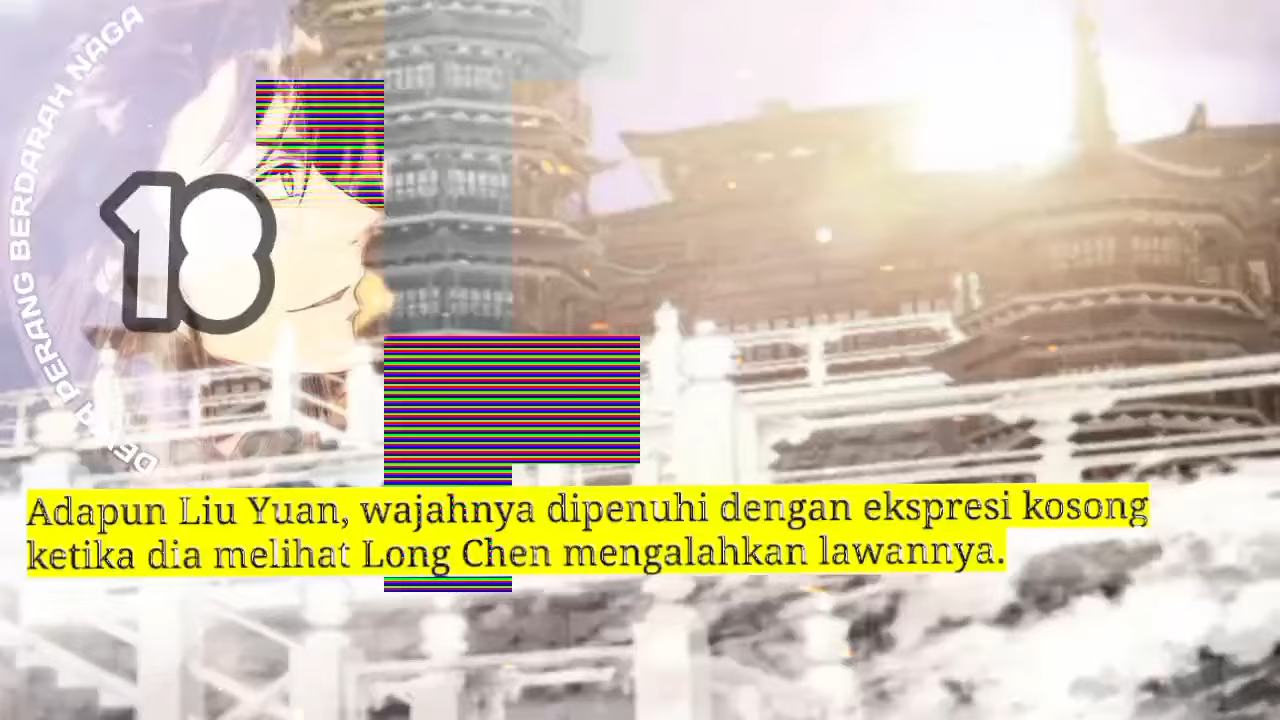 DEWA PERANG BERDARAH NAGA
18
Adapun Liu Yuan, wajahnya dipenuhi dengan ekspresi kosong
ketika dia melihat Long Chen mengalahkan lawannya.